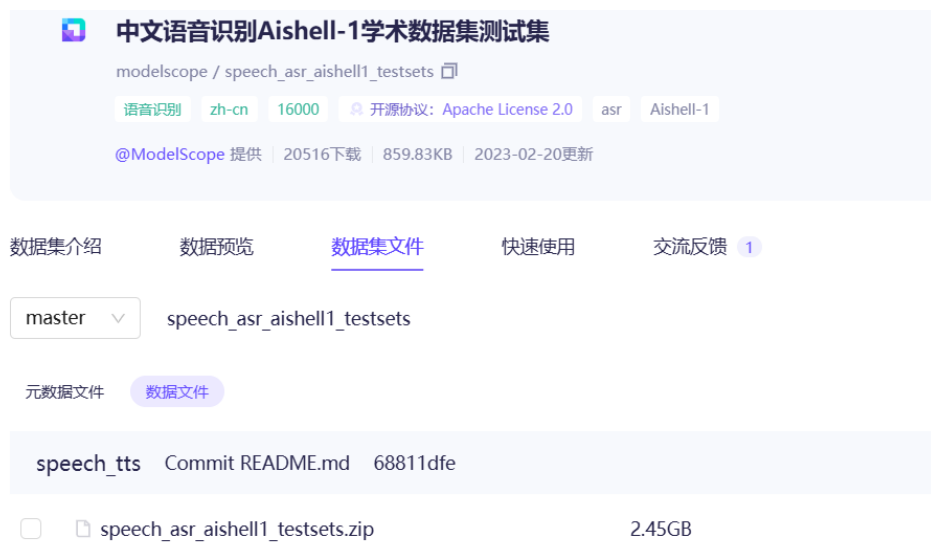 中文语音识别Aishell-1学术数据集测试集
modelscope / speech_asr_aishell1_testsets
语音识别 zh-cn 16000 开源协议：Apache License 2.0 asr Aishell-1
@ModelScope 提供 20516下载 859.83KB 2023-02-20更新
数据集介绍 数据预览 数据集文件 快速使用 交流反馈 1
master speech_asr_aishell1_testsets
元数据文件 数据文件
speech_tts Commit README.md 68811dfe
speech_asr_aishell1_testsets.zip 2.45GB